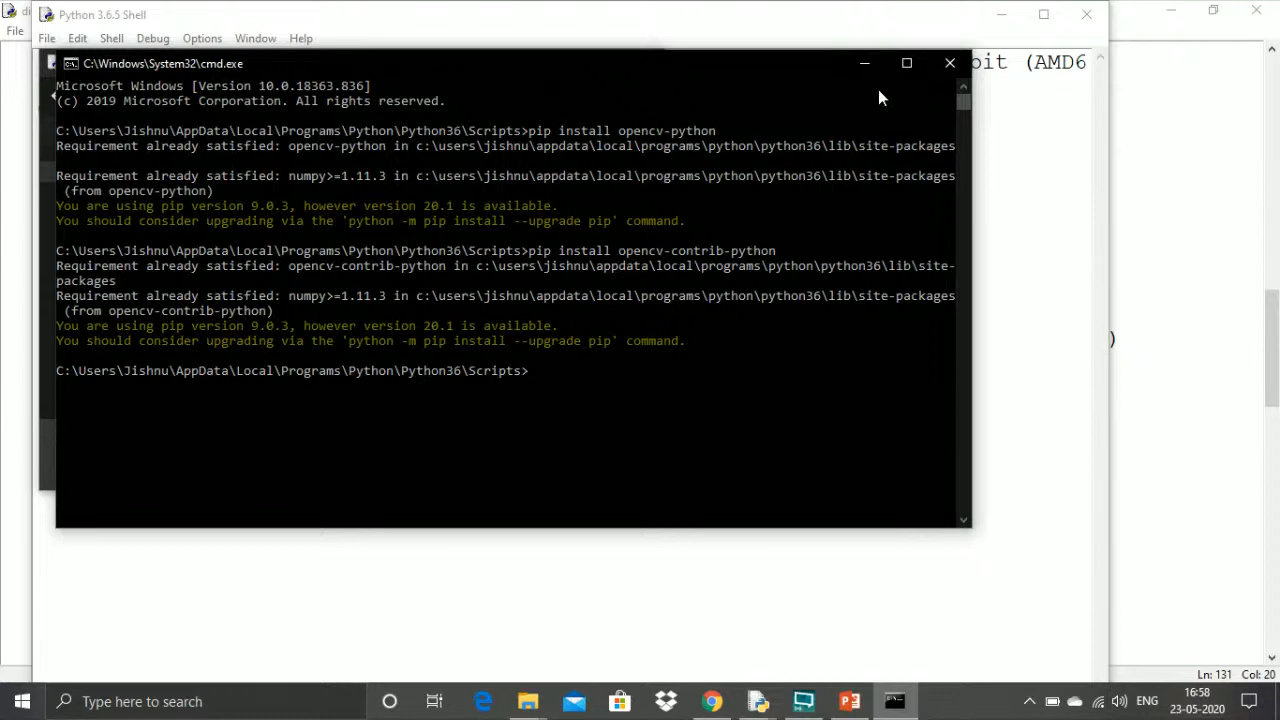 di
Python 3.6.5 Shell
File
File Edit Shell Debug Options Window Help
bit (AMD6
C:\Windows\System32\cmd.exe
Microsoft Windows [Version 10.0.18363.836]
(c) 2019 Microsoft Corporation. All rights reserved.
C:\Users\Jishnu\AppData\Local\Programs\Python\Python36\Scripts>pip install opencv-python
Requirement already satisfied: opencv-python in c:\users\jishnu\appdata\local\programs\python\python36\lib\site-packages
Requirement already satisfied: numpy>=1.11.3 in c:\users\jishnu\appdata\local\programs\python\python36\lib\site-packages
(from opencv-python)
You are using pip version 9.0.3, however version 20.1 is available.
You should consider upgrading via the 'python -m pip install --upgrade pip' command.
C:\Users\Jishnu\AppData\Local\Programs\Python\Python36\Scripts>pip install opencv-contrib-python
Requirement already satisfied: opencv-contrib-python in c:\users\jishnu\appdata\local\programs\python\python36\lib\site-
packages
Requirement already satisfied: numpy>=1.11.3 in c:\users\jishnu\appdata\local\programs\python\python36\lib\site-packages
(from opencv-contrib-python)
You are using pip version 9.0.3, however version 20.1 is available.
You should consider upgrading via the 'python -m pip install --upgrade pip' command.
)
C:\Users\Jishnu\AppData\Local\Programs\Python\Python36\Scripts>
Ln: 131 Col: 20
Type here to search
ENG
16:58
23-05-2020